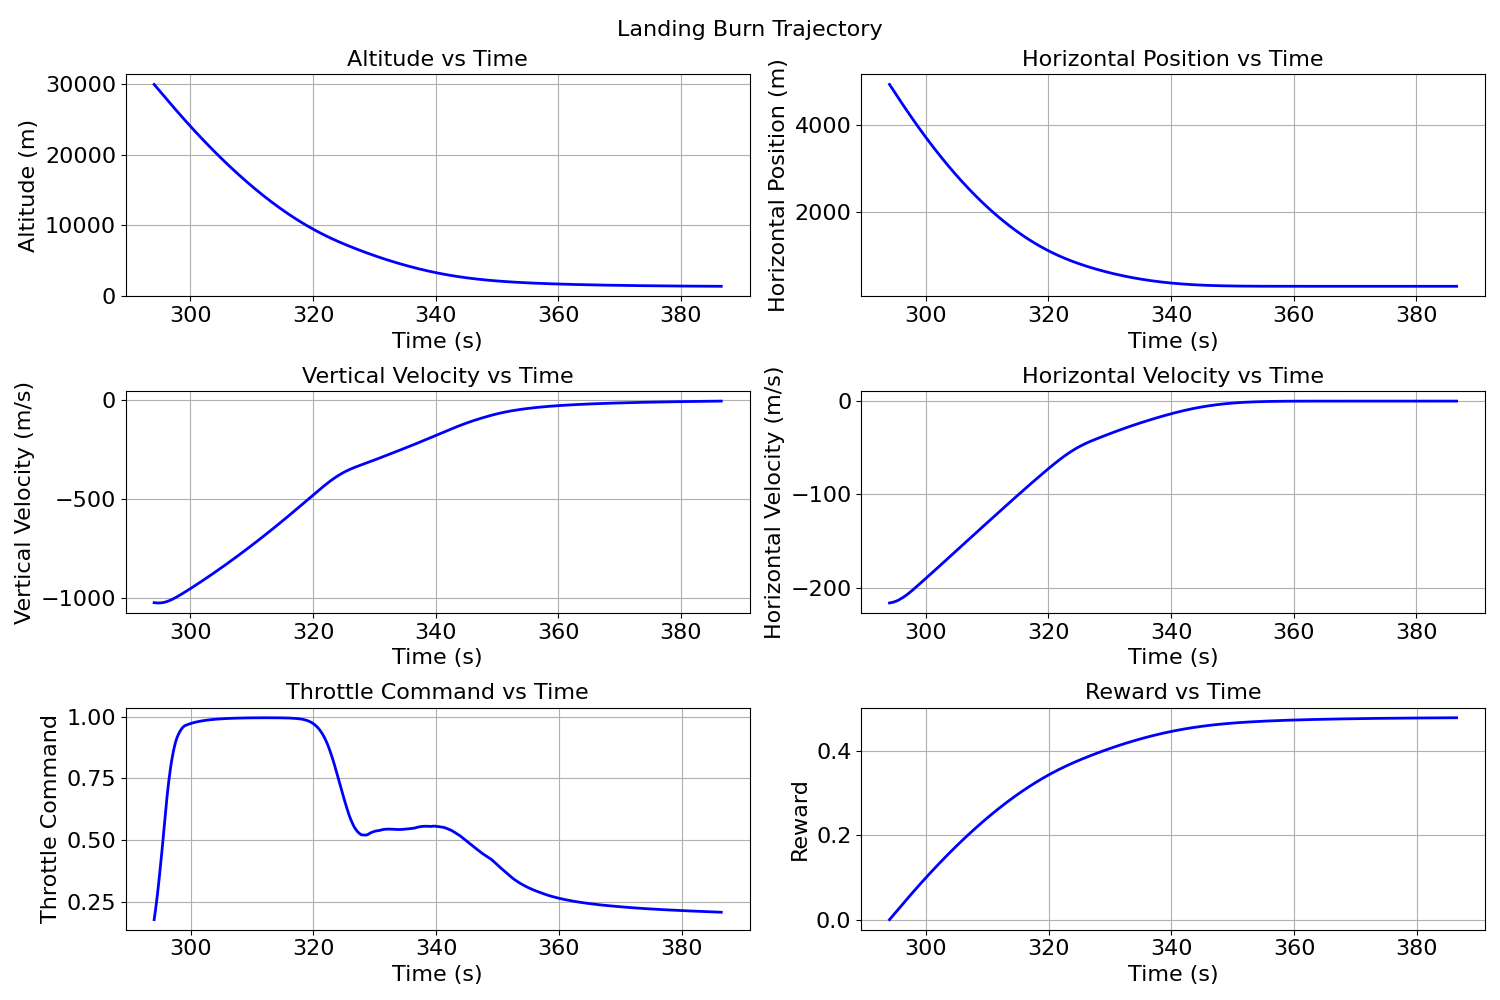 Landing Burn Trajectory
Altitude vs Time
Altitude (m)
30000
20000
10000
0
300 320 340 360 380
Time (s)
Horizontal Position vs Time
Horizontal Position (m)
4000
2000
300 320 340 360 380
Time (s)
Vertical Velocity vs Time
Vertical Velocity (m/s)
0
−500
−1000
300 320 340 360 380
Time (s)
Horizontal Velocity vs Time
Horizontal Velocity (m/s)
0
−100
−200
300 320 340 360 380
Time (s)
Throttle Command vs Time
Throttle Command
1.00
0.75
0.50
0.25
300 320 340 360 380
Time (s)
Reward vs Time
Reward
0.4
0.2
0.0
300 320 340 360 380
Time (s)